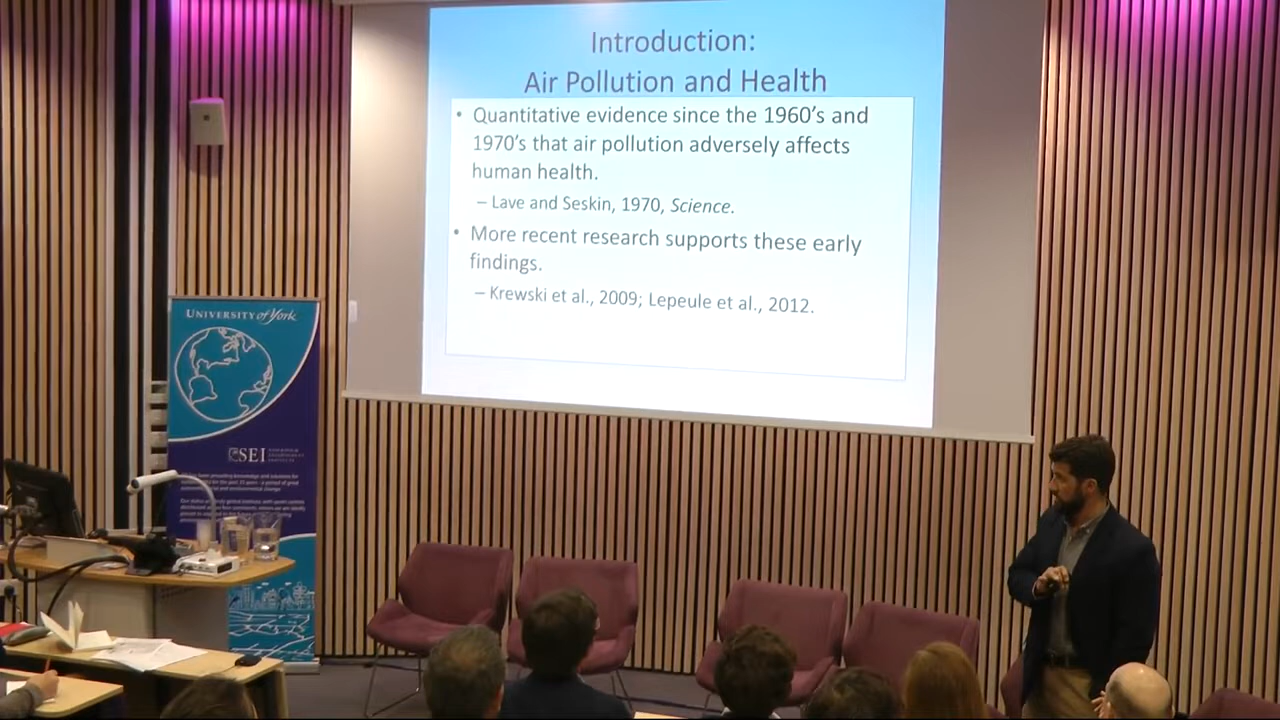 Introduction:
Air Pollution and Health
• Quantitative evidence since the 1960's and
1970's that air pollution adversely affects
human health.
– Lave and Seskin, 1970, Science.
• More recent research supports these early
findings.
– Krewski et al., 2009; Lepeule et al., 2012.
UNIVERSITY of York
SEI